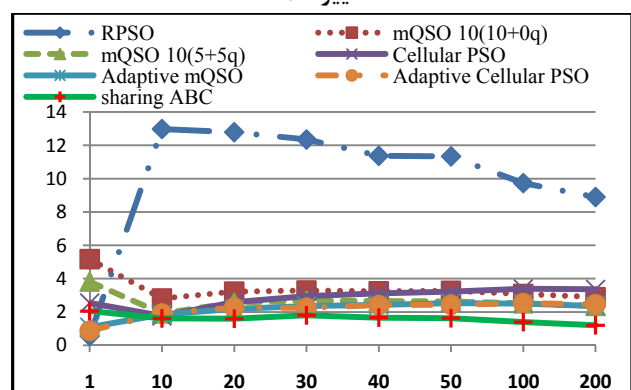 RPSO
mQSO 10(10+0q)
mQSO 10(5+5q)
Cellular PSO
Adaptive mQSO
Adaptive Cellular PSO
sharing ABC
14
12
10
8
6
4
2
0
1 10 20 30 40 50 100 200